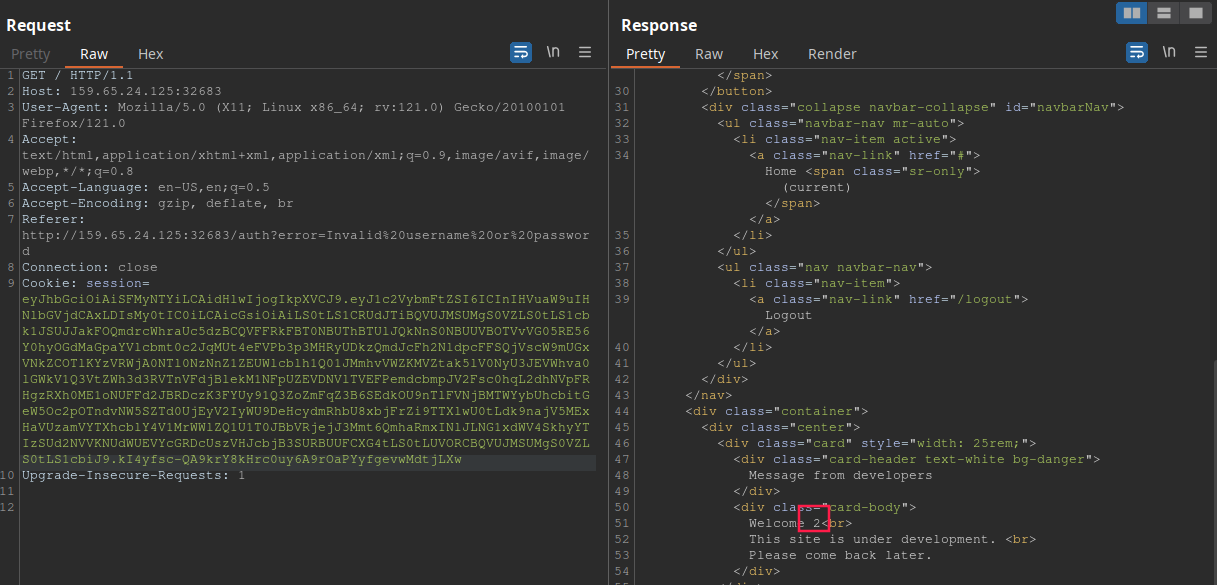 Request
Pretty Raw Hex \n
1 GET / HTTP/1.1
2 Host: 159.65.24.125:32683
3 User-Agent: Mozilla/5.0 (X11; Linux x86_64; rv:121.0) Gecko/20100101
Firefox/121.0
4 Accept:
text/html,application/xhtml+xml,application/xml;q=0.9,image/avif,image/
webp,*/*;q=0.8
5 Accept-Language: en-US,en;q=0.5
6 Accept-Encoding: gzip, deflate, br
7 Referer:
http://159.65.24.125:32683/auth?error=Invalid%20username%20or%20passwor
d
8 Connection: close
9 Cookie: session=
10 Upgrade-Insecure-Requests: 1
11
12
Response
Pretty Raw Hex Render \n
</span>
30 </button>
31 <div class="collapse navbar-collapse" id="navbarNav">
32 <ul class="navbar-nav mr-auto">
33 <li class="nav-item active">
34 <a class="nav-link" href="#">
Home <span class="sr-only">
(current)
</span>
</a>
35 </li>
36 </ul>
37 <ul class="nav navbar-nav">
38 <li class="nav-item">
39 <a class="nav-link" href="/logout">
Logout
</a>
40 </li>
41 </ul>
42 </div>
43 </nav>
44 <div class="container">
45 <div class="center">
46 <div class="card" style="width: 25rem;">
47 <div class="card-header text-white bg-danger">
48 Message from developers
49 </div>
50 <div class="card-body">
51 Welcome 2<br>
52 This site is under development. <br>
53 Please come back later.
54 </div>